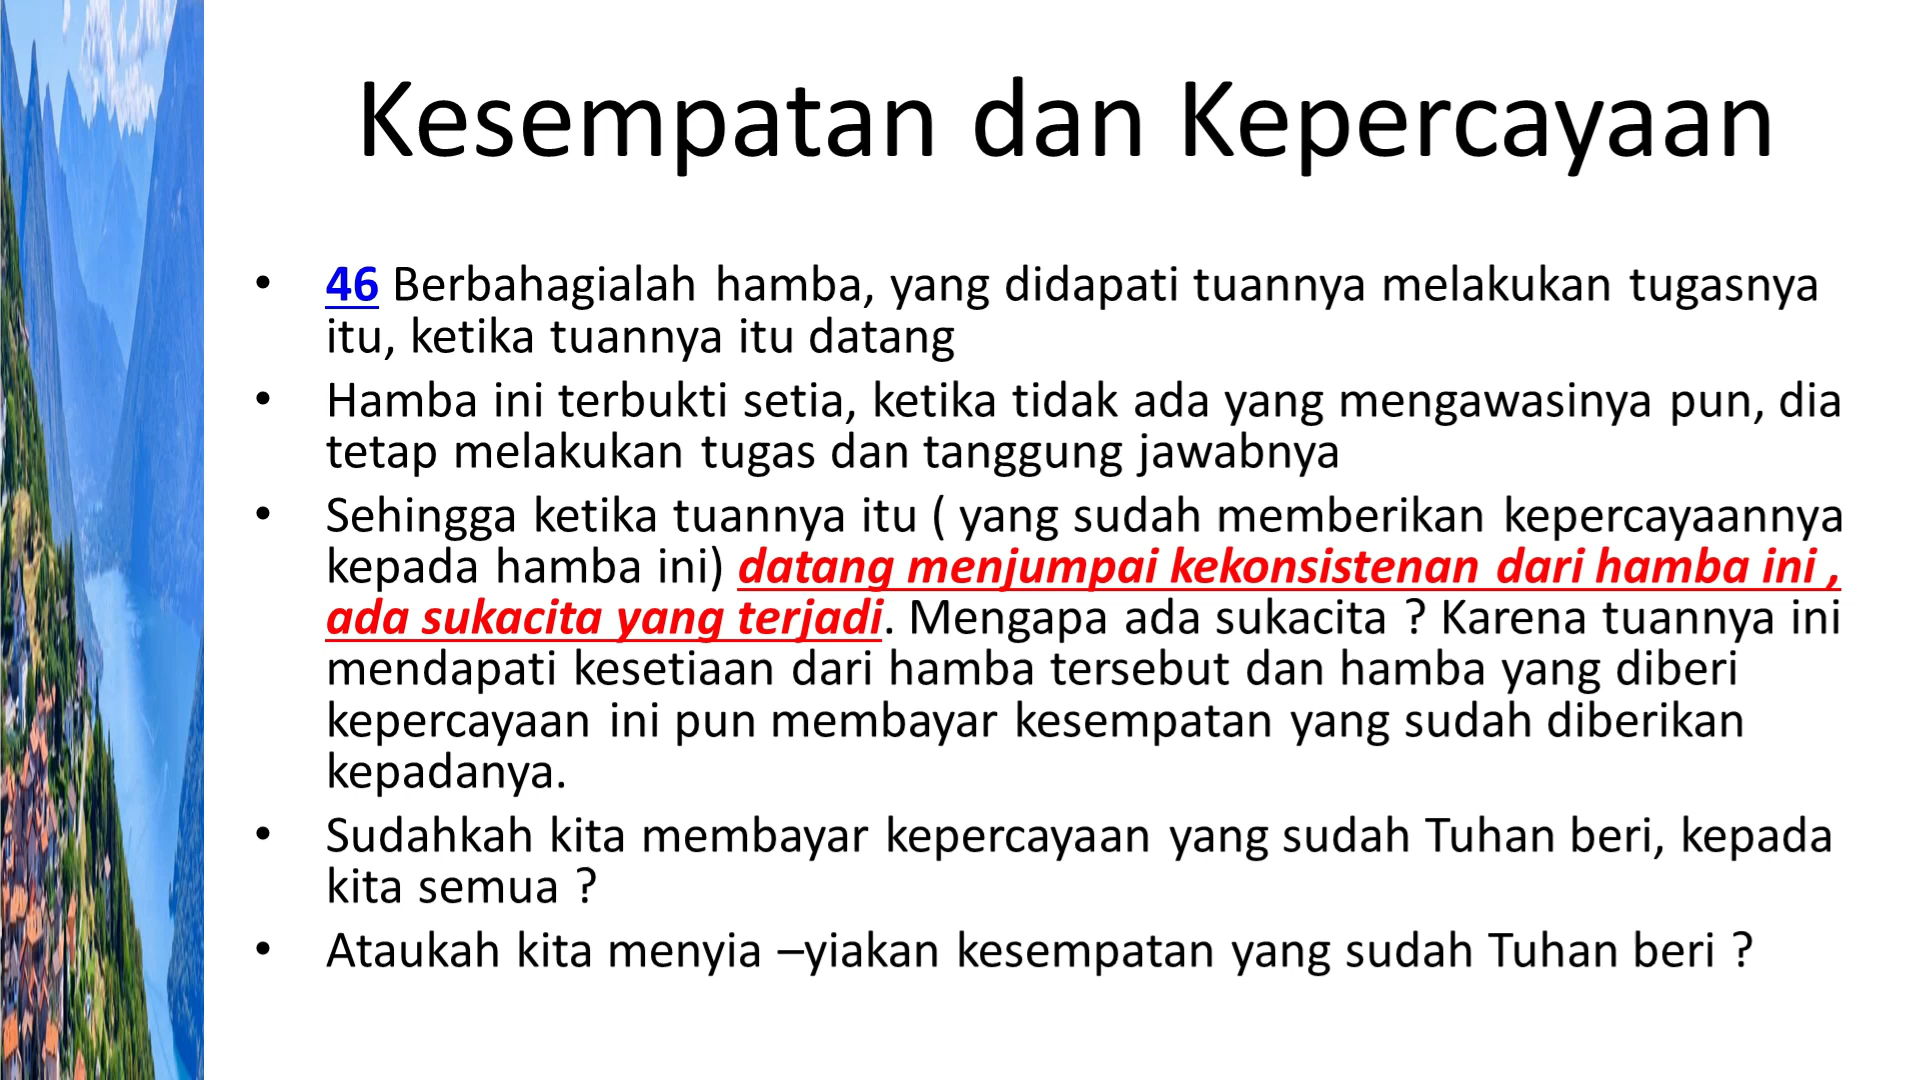 Kesempatan dan Kepercayaan
• 46 Berbahagialah hamba, yang didapati tuannya melakukan tugasnya
itu, ketika tuannya itu datang
• Hamba ini terbukti setia, ketika tidak ada yang mengawasinya pun, dia
tetap melakukan tugas dan tanggung jawabnya
• Sehingga ketika tuannya itu ( yang sudah memberikan kepercayaannya
kepada hamba ini) datang menjumpai kekonsistenan dari hamba ini ,
ada sukacita yang terjadi. Mengapa ada sukacita ? Karena tuannya ini
mendapati kesetiaan dari hamba tersebut dan hamba yang diberi
kepercayaan ini pun membayar kesempatan yang sudah diberikan
kepadanya.
• Sudahkah kita membayar kepercayaan yang sudah Tuhan beri, kepada
kita semua ?
• Ataukah kita menyia –yiakan kesempatan yang sudah Tuhan beri ?